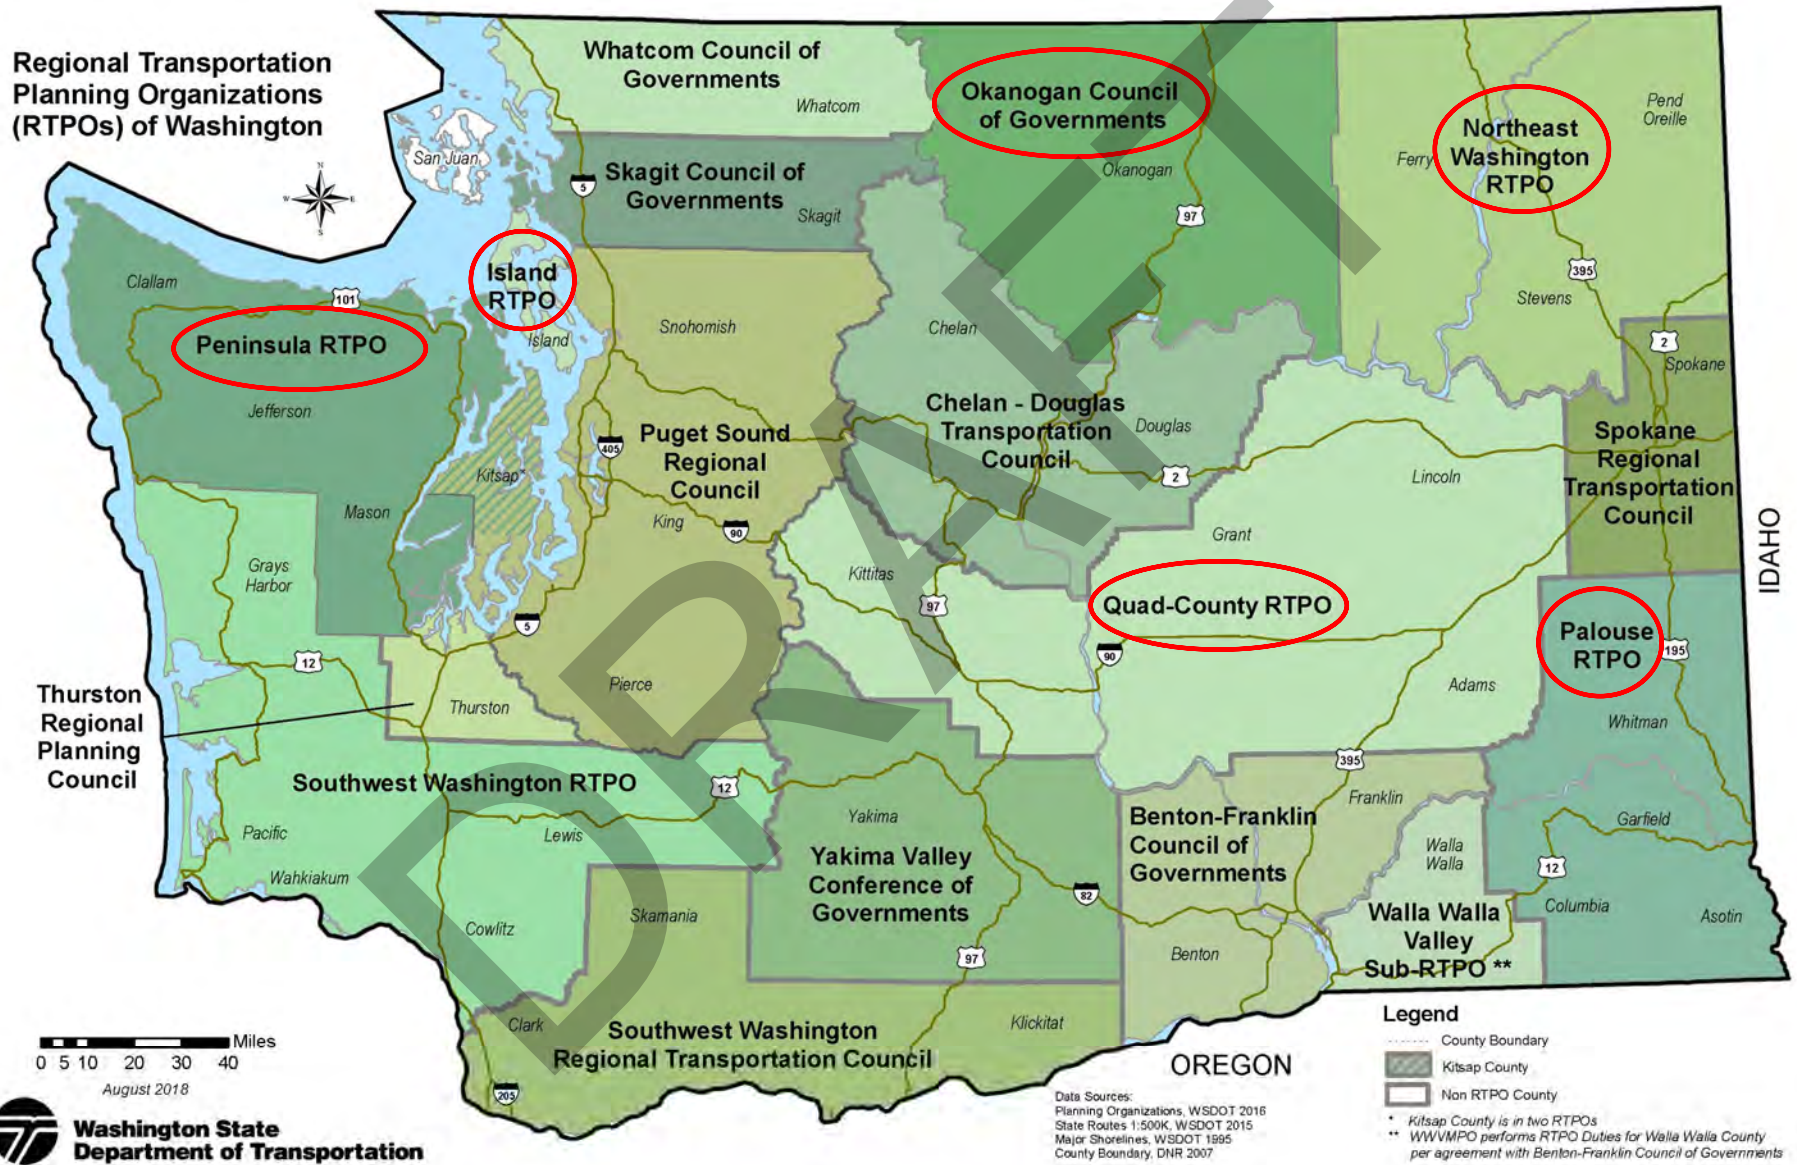 Regional Transportation
Planning Organizations
(RTPOs) of Washington
N
W
E
S
Whatcom Council of
Governments
Whatcom
San Juan
Skagit Council of
Governments
Skagit
5
Okanogan Council
of Governments
Okanogan
97
Northeast
Washington
RTPO
Ferry
Pend
Oreille
395
Stevens
Clallam
101
Peninsula RTPO
Jefferson
Island
RTPO
Island
Snohomish
Chelan
2
Spokane
Chelan - Douglas
Transportation
Council
Douglas
2
Puget Sound
Regional
Council
405
Kitsap*
King
90
Mason
Grays
Harbor
Spokane
Regional
Transportation
Council
Lincoln
Grant
IDAHO
Kittitas
97
Quad-County RTPO
90
Palouse
RTPO
195
Whitman
Adams
5
12
Pierce
Thurston
Thurston
Regional
Planning
Council
Southwest Washington RTPO
12
Pacific
Lewis
Wahkiakum
Cowlitz
Yakima
Yakima Valley
Conference of
Governments
82
97
395
Franklin
Benton-Franklin
Council of
Governments
Benton
Walla
Walla
Walla Walla
Valley
Sub-RTPO **
Garfield
12
Columbia
Asotin
Skamania
Clark
Klickitat
Southwest Washington
Regional Transportation Council
205
OREGON
DRAFT
0 5 10 20 30 40 Miles
August 2018
Washington State
Department of Transportation
Data Sources:
Planning Organizations, WSDOT 2016
State Routes 1:500K, WSDOT 2015
Major Shorelines, WSDOT 1995
County Boundary, DNR 2007
Legend
County Boundary
Kitsap County
Non RTPO County
* Kitsap County is in two RTPOs
** WWVMPO performs RTPO Duties for Walla Walla County
per agreement with Benton-Franklin Council of Governments